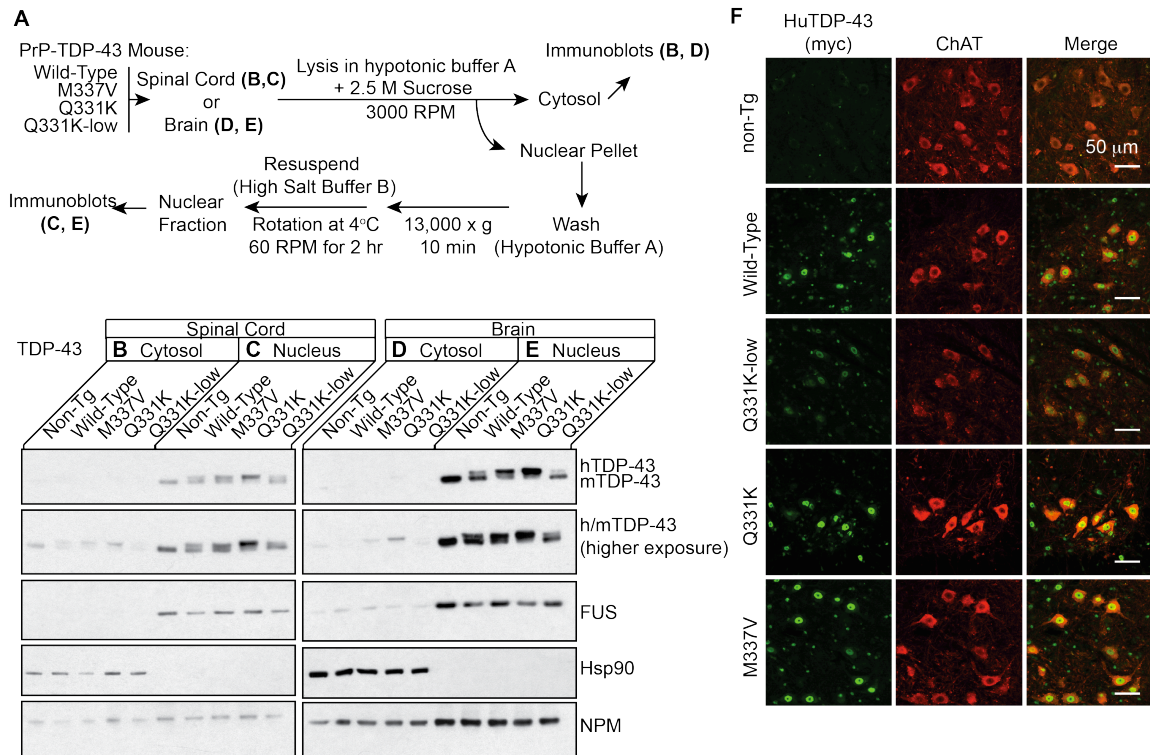 A
PrP-TDP-43 Mouse:
Wild-Type
M337V
Q331K
Q331K-low
Spinal Cord (B,C)
or
Brain (D, E)
Lysis in hypotonic buffer A
+ 2.5 M Sucrose
3000 RPM
Cytosol
Immunoblots (B, D)
Nuclear Pellet
Wash
(Hypotonic Buffer A)
13,000 x g
10 min
Resuspend
(High Salt Buffer B)
Rotation at 4°C
60 RPM for 2 hr
Nuclear
Fraction
Immunoblots
(C, E)
TDP-43
Spinal Cord
Brain
B Cytosol
C Nucleus
D Cytosol
E Nucleus
Non-Tg
Wild-Type
M337V
Q331K
Q331K-low
Non-Tg
Wild-Type
M337V
Q331K
Q331K-low
Non-Tg
Wild-Type
M337V
Q331K
Q331K-low
Non-Tg
Wild-Type
M337V
Q331K
Q331K-low
hTDP-43
mTDP-43
h/mTDP-43
(higher exposure)
FUS
Hsp90
NPM
F
HuTDP-43
(myc)
ChAT
Merge
non-Tg
50 μm
Wild-Type
Q331K-low
Q331K
M337V